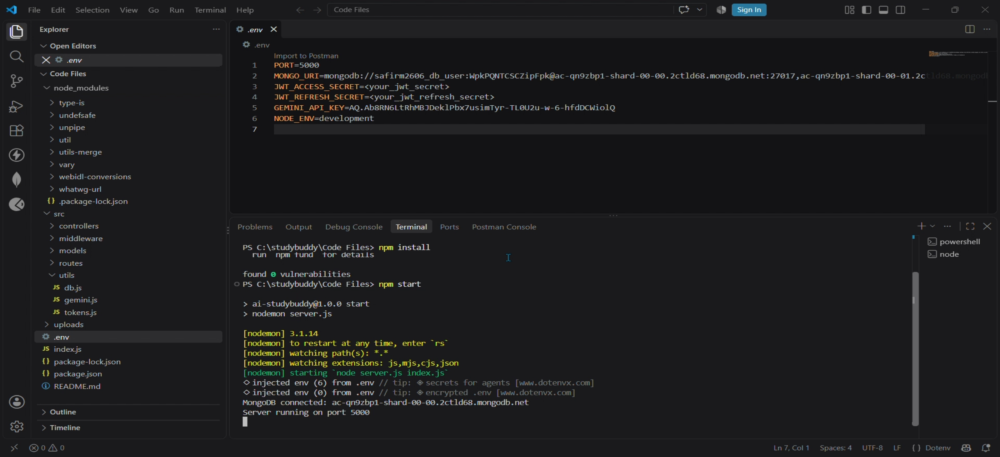 File Edit Selection View Go Run Terminal Help
Code Files
Sign In
Explorer
Open Editors
.env
Code Files
node_modules
type-is
undefsafe
unpipe
util
utils-merge
vary
webidl-conversions
whatwg-url
{} .package-lock.json
src
controllers
middleware
models
routes
utils
JS db.js
JS gemini.js
JS tokens.js
uploads
.env
JS index.js
{} package-lock.json
{} package.json
README.md
Outline
Timeline
.env
.env
Import to Postman
1 PORT=5000
2 MONGO_URI=mongodb://safirm2606_db_user:WpkPQNTCSCZipFpk@ac-qn9zbp1-shard-00-00.2ctld68.mongodb.net:27017,ac-qn9zbp1-shard-00-01.2ctld68.mongodb
3 JWT_ACCESS_SECRET=<your_jwt_secret>
4 JWT_REFRESH_SECRET=<your_jwt_refresh_secret>
5 GEMINI_API_KEY=AQ.Ab8RN6LtRhMBJDeklPbx7usimTyr-TL0U2u-w-6-hfdDCWiolQ
6 NODE_ENV=development
7
Problems Output Debug Console Terminal Ports Postman Console
powershell
node
PS C:\studybuddy\Code Files> npm install
run npm fund for details
found 0 vulnerabilities
PS C:\studybuddy\Code Files> npm start
> ai-studybuddy@1.0.0 start
> nodemon server.js
[nodemon] 3.1.14
[nodemon] to restart at any time, enter `rs`
[nodemon] watching path(s): *.*
[nodemon] watching extensions: js,mjs,cjs,json
[nodemon] starting `node server.js index.js`
◇ injected env (6) from .env // tip: ◈ secrets for agents [www.dotenvx.com]
◇ injected env (0) from .env // tip: ◈ encrypted .env [www.dotenvx.com]
MongoDB connected: ac-qn9zbp1-shard-00-00.2ctld68.mongodb.net
Server running on port 5000
0 0
Ln 7, Col 1 Spaces: 4 UTF-8 LF {} Dotenv